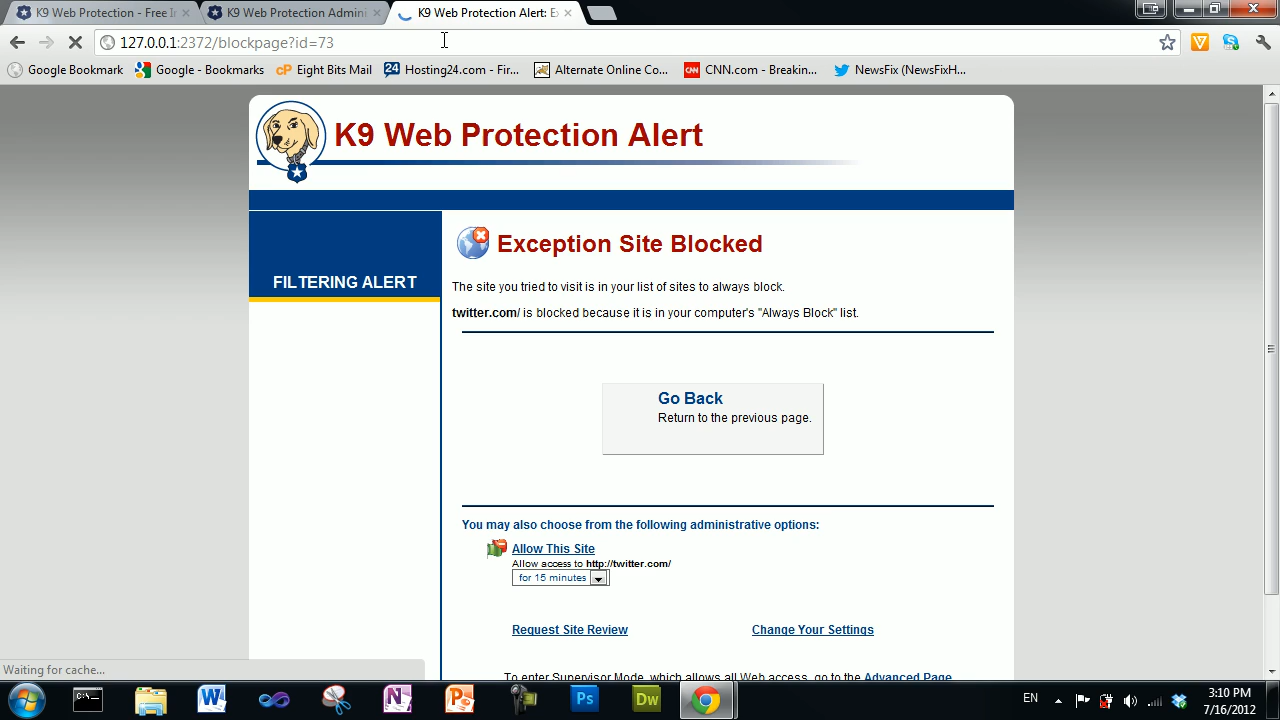 K9 Web Protection - Free In
K9 Web Protection Admini
K9 Web Protection Alert: E
127.0.0.1:2372/blockpage?id=73
Google Bookmark
Google - Bookmarks
cP Eight Bits Mail
24 Hosting24.com - Fir...
Alternate Online Co...
CNN CNN.com - Breakin...
NewsFix (NewsFixH...
K9 Web Protection Alert
FILTERING ALERT
Exception Site Blocked
The site you tried to visit is in your list of sites to always block.
twitter.com/ is blocked because it is in your computer's "Always Block" list.
Go Back
Return to the previous page.
You may also choose from the following administrative options:
Allow This Site
Allow access to http://twitter.com/
for 15 minutes
Request Site Review
Change Your Settings
To enter Supervisor Mode, which allows all Web access, go to the Advanced Page
Waiting for cache...
W
N
P
Ps
Dw
EN
3:10 PM
7/16/2012